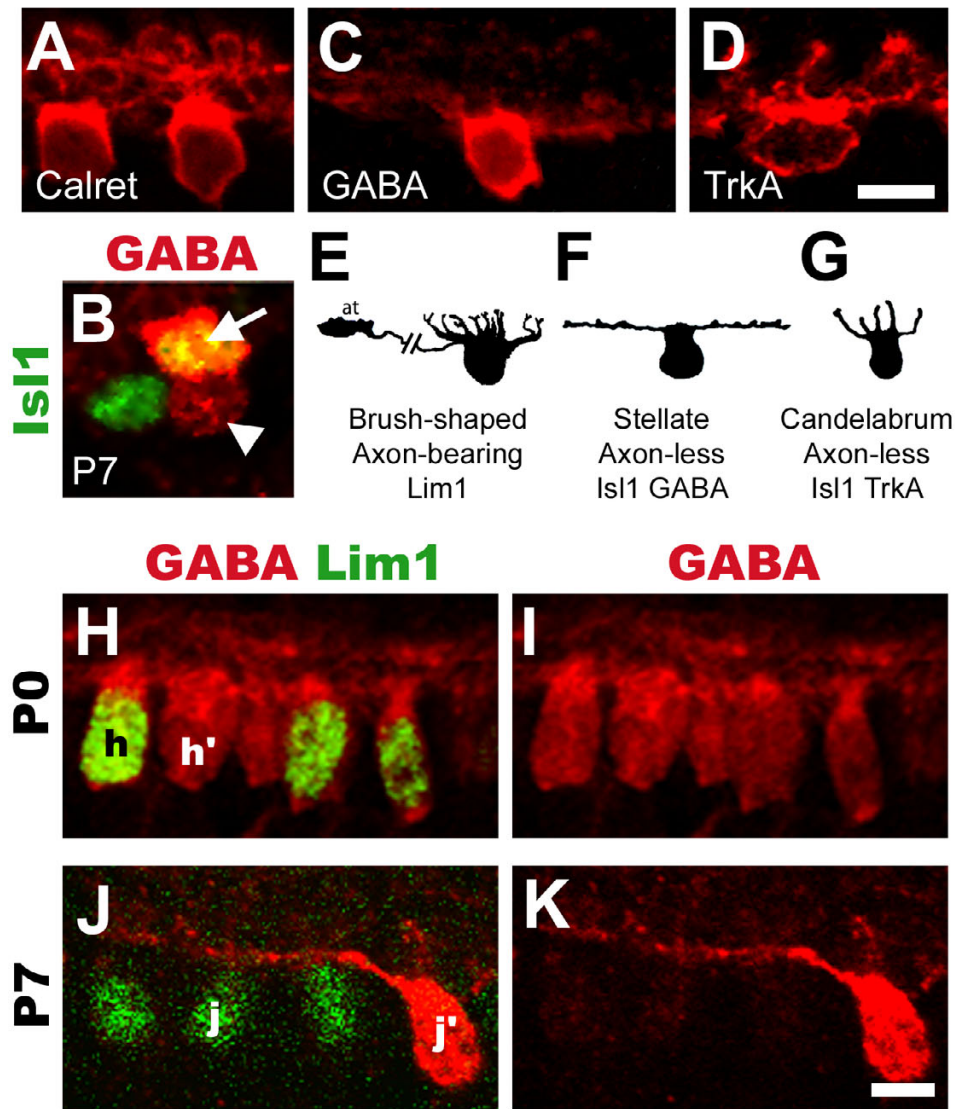 A
Calret
C
GABA
D
TrkA
GABA
Isl1
B
P7
E
at
Brush-shaped
Axon-bearing
Lim1
F
Stellate
Axon-less
Isl1 GABA
G
Candelabrum
Axon-less
Isl1 TrkA
GABA Lim1
GABA
P0
H
h
h'
I
P7
J
j
j'
K